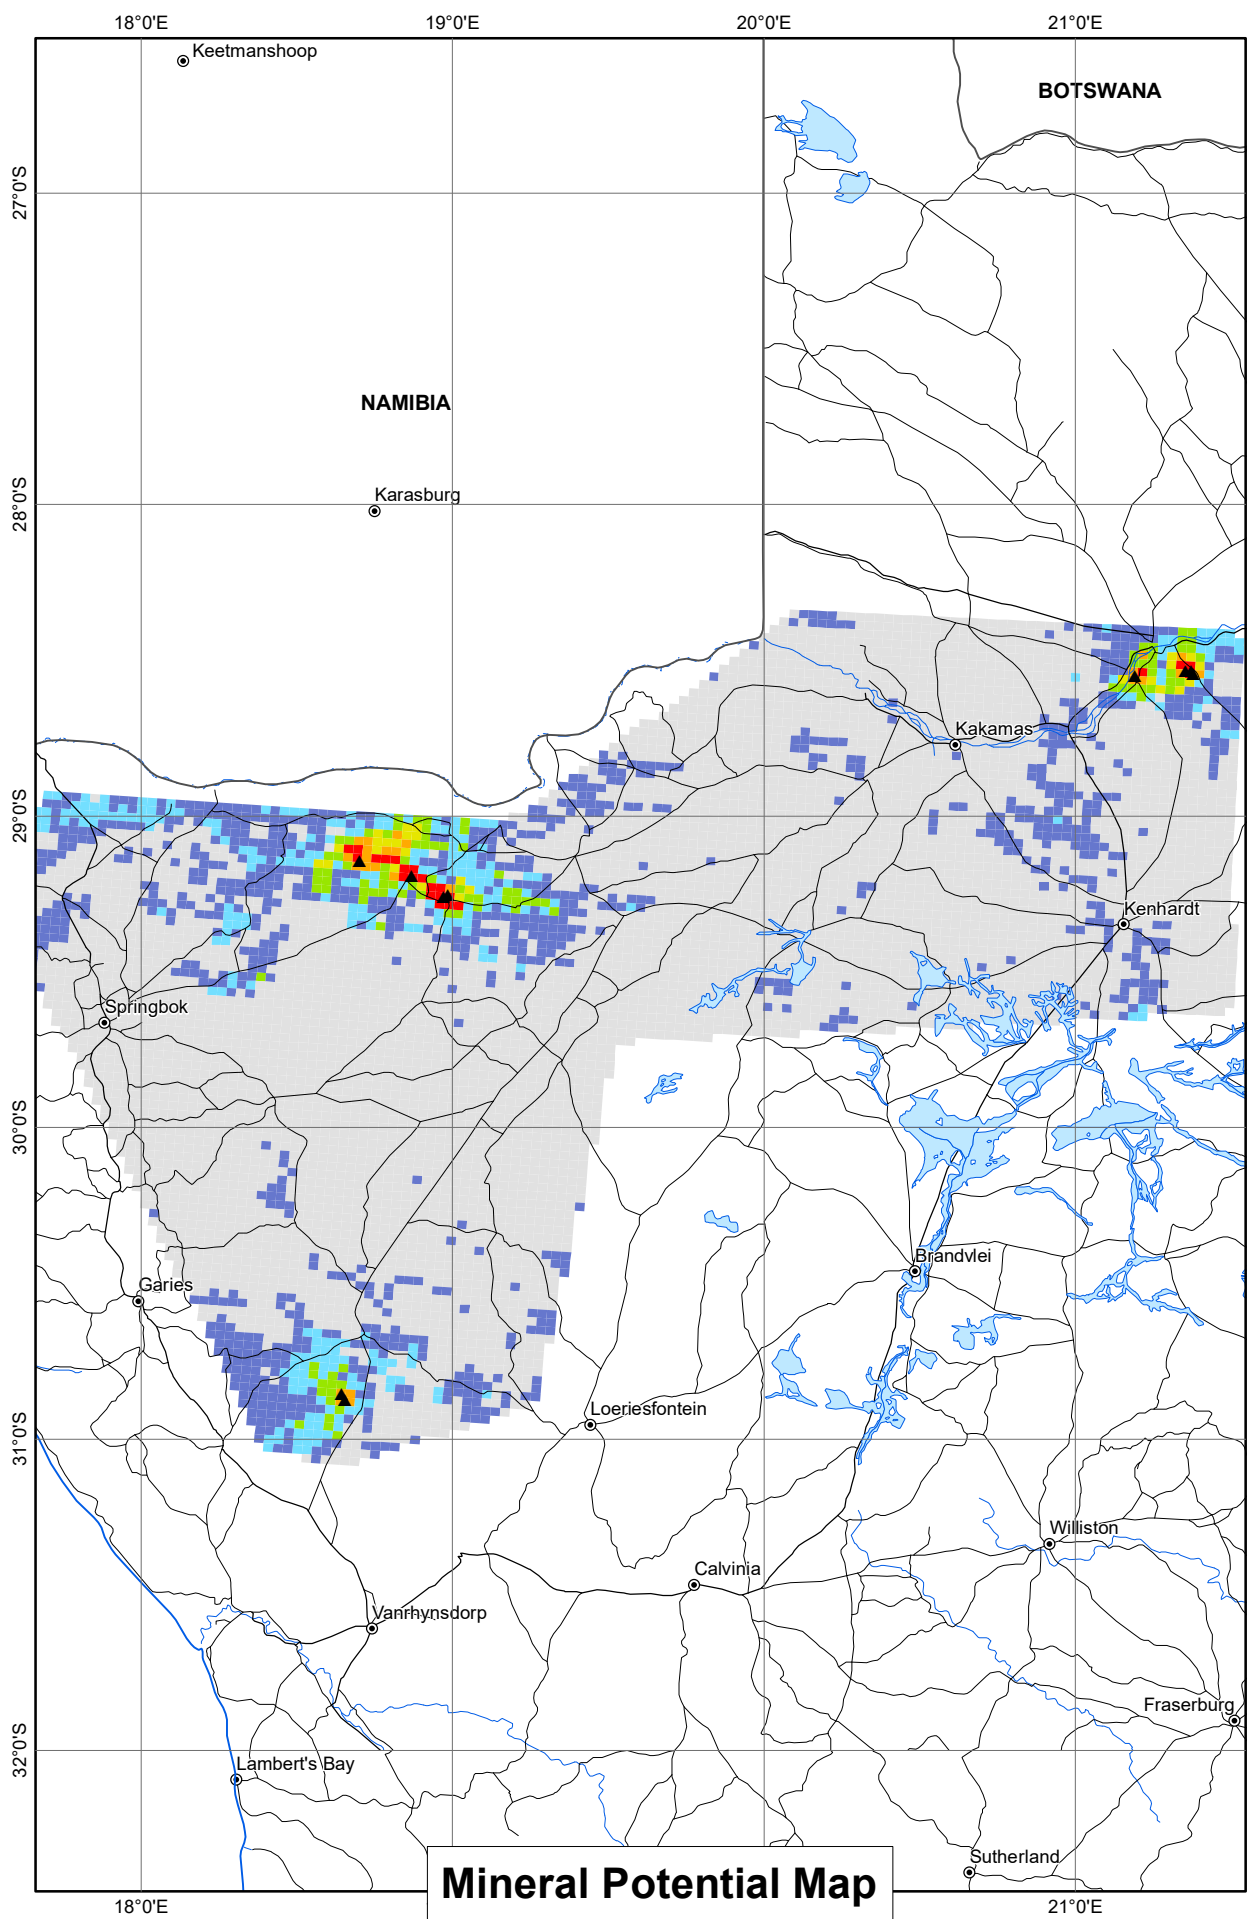 18°0'E 19°0'E 20°0'E 21°0'E
Keetmanshoop
BOTSWANA
27°0'S
NAMIBIA
Karasburg
28°0'S
Kakamas
29°0'S
Kenhardt
Springbok
30°0'S
Brandvlei
Garies
Loeriesfontein
31°0'S
Williston
Calvinia
Vanrhynsdorp
Fraserburg
32°0'S
Lambert's Bay
Sutherland
Mineral Potential Map
18°0'E 21°0'E